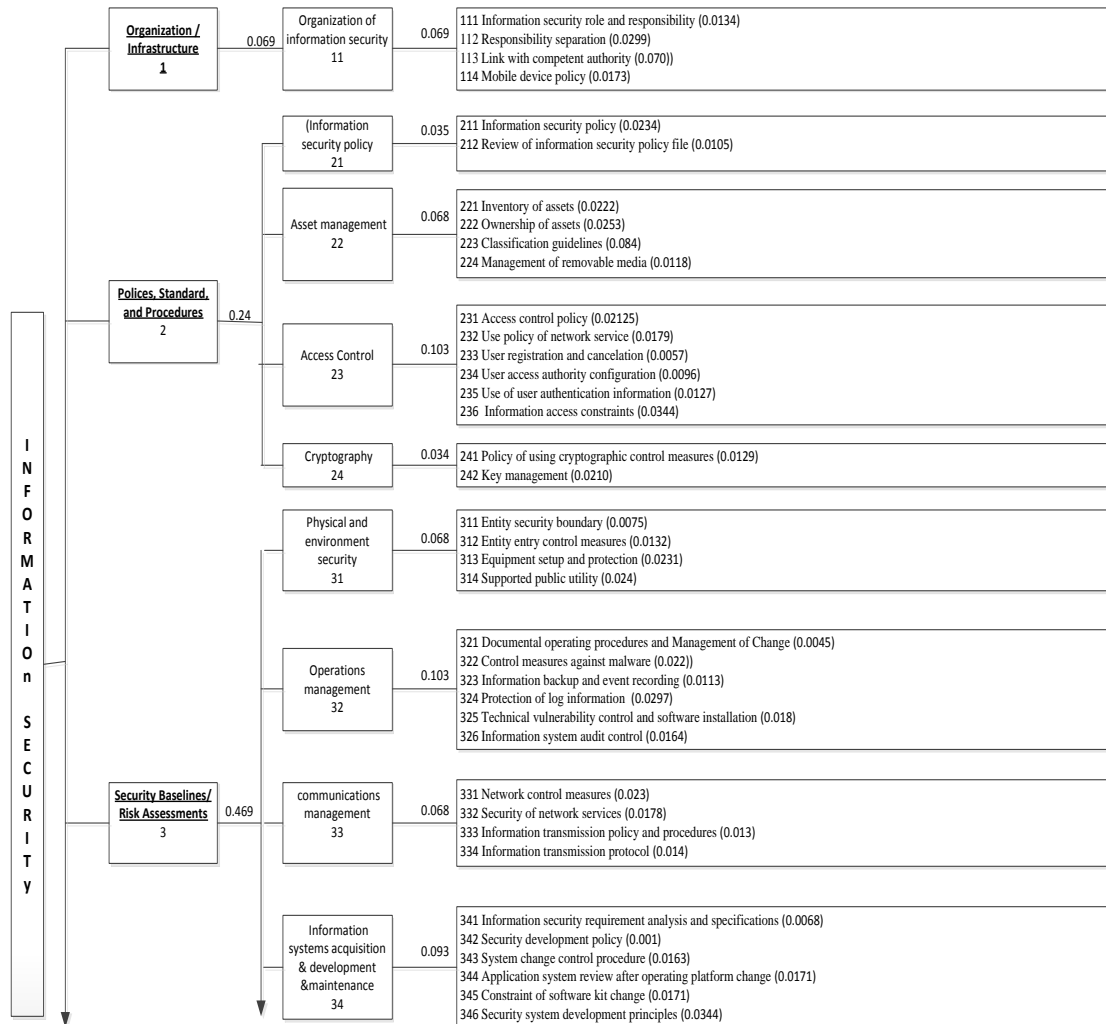 INFORMATIOn SECURITy
Organization /
Infrastructure
1
0.069
Organization of
information security
11
0.069
111 Information security role and responsibility (0.0134)
112 Responsibility separation (0.0299)
113 Link with competent authority (0.070))
114 Mobile device policy (0.0173)
Polices, Standard,
and Procedures
2
0.24
(Information
security policy
21
0.035
211 Information security policy (0.0234)
212 Review of information security policy file (0.0105)
Asset management
22
0.068
221 Inventory of assets (0.0222)
222 Ownership of assets (0.0253)
223 Classification guidelines (0.084)
224 Management of removable media (0.0118)
Access Control
23
0.103
231 Access control policy (0.02125)
232 Use policy of network service (0.0179)
233 User registration and cancelation (0.0057)
234 User access authority configuration (0.0096)
235 Use of user authentication information (0.0127)
236 Information access constraints (0.0344)
Cryptography
24
0.034
241 Policy of using cryptographic control measures (0.0129)
242 Key management (0.0210)
Security Baselines/
Risk Assessments
3
0.469
Physical and
environment
security
31
0.068
311 Entity security boundary (0.0075)
312 Entity entry control measures (0.0132)
313 Equipment setup and protection (0.0231)
314 Supported public utility (0.024)
Operations
management
32
0.103
321 Documental operating procedures and Management of Change (0.0045)
322 Control measures against malware (0.022))
323 Information backup and event recording (0.0113)
324 Protection of log information (0.0297)
325 Technical vulnerability control and software installation (0.018)
326 Information system audit control (0.0164)
communications
management
33
0.068
331 Network control measures (0.023)
332 Security of network services (0.0178)
333 Information transmission policy and procedures (0.013)
334 Information transmission protocol (0.014)
Information
systems acquisition
& development
&maintenance
34
0.093
341 Information security requirement analysis and specifications (0.0068)
342 Security development policy (0.001)
343 System change control procedure (0.0163)
344 Application system review after operating platform change (0.0171)
345 Constraint of software kit change (0.0171)
346 Security system development principles (0.0344)